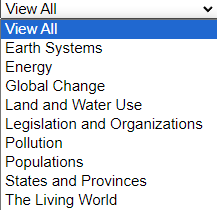 View All
View All
Earth Systems
Energy
Global Change
Land and Water Use
Legislation and Organizations
Pollution
Populations
States and Provinces
The Living World